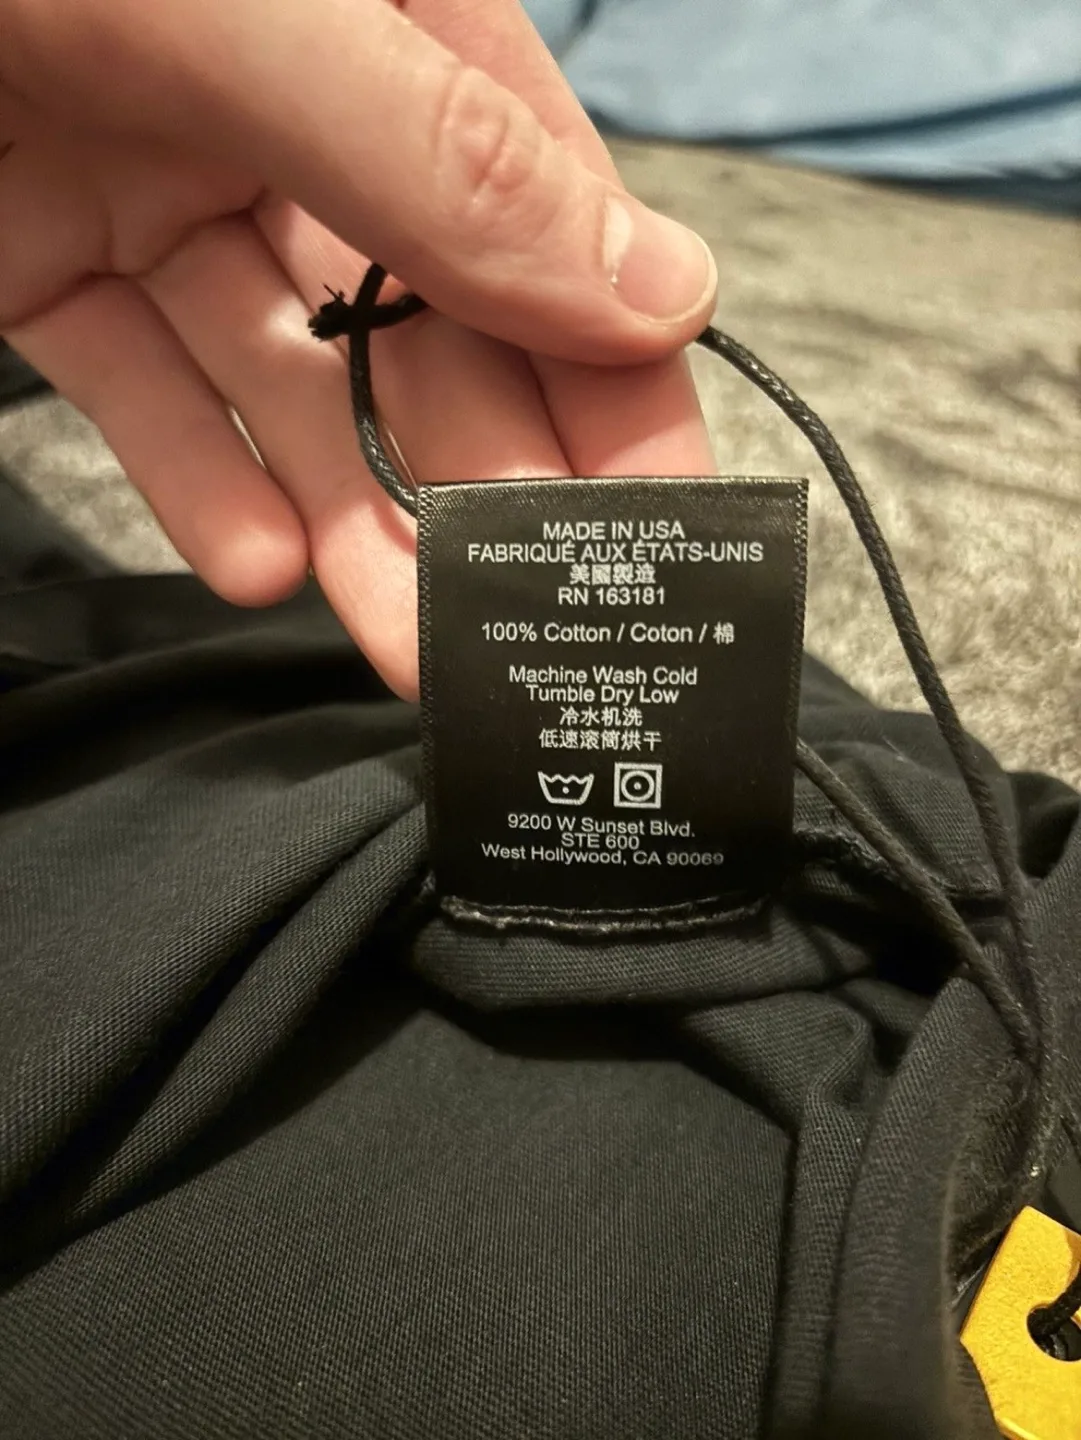 MADE IN USA
FABRIQUÉ AUX ÉTATS-UNIS
美國製造
RN 163181
100% Cotton / Coton / 棉
Machine Wash Cold
Tumble Dry Low
冷水机洗
低速滚筒烘干
9200 W Sunset Blvd.
STE 600
West Hollywood, CA 90069